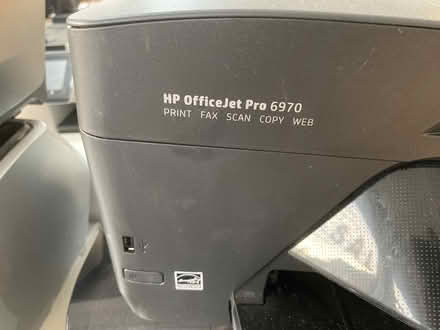 HP OfficeJet Pro 6970
PRINT FAX SCAN COPY WEB